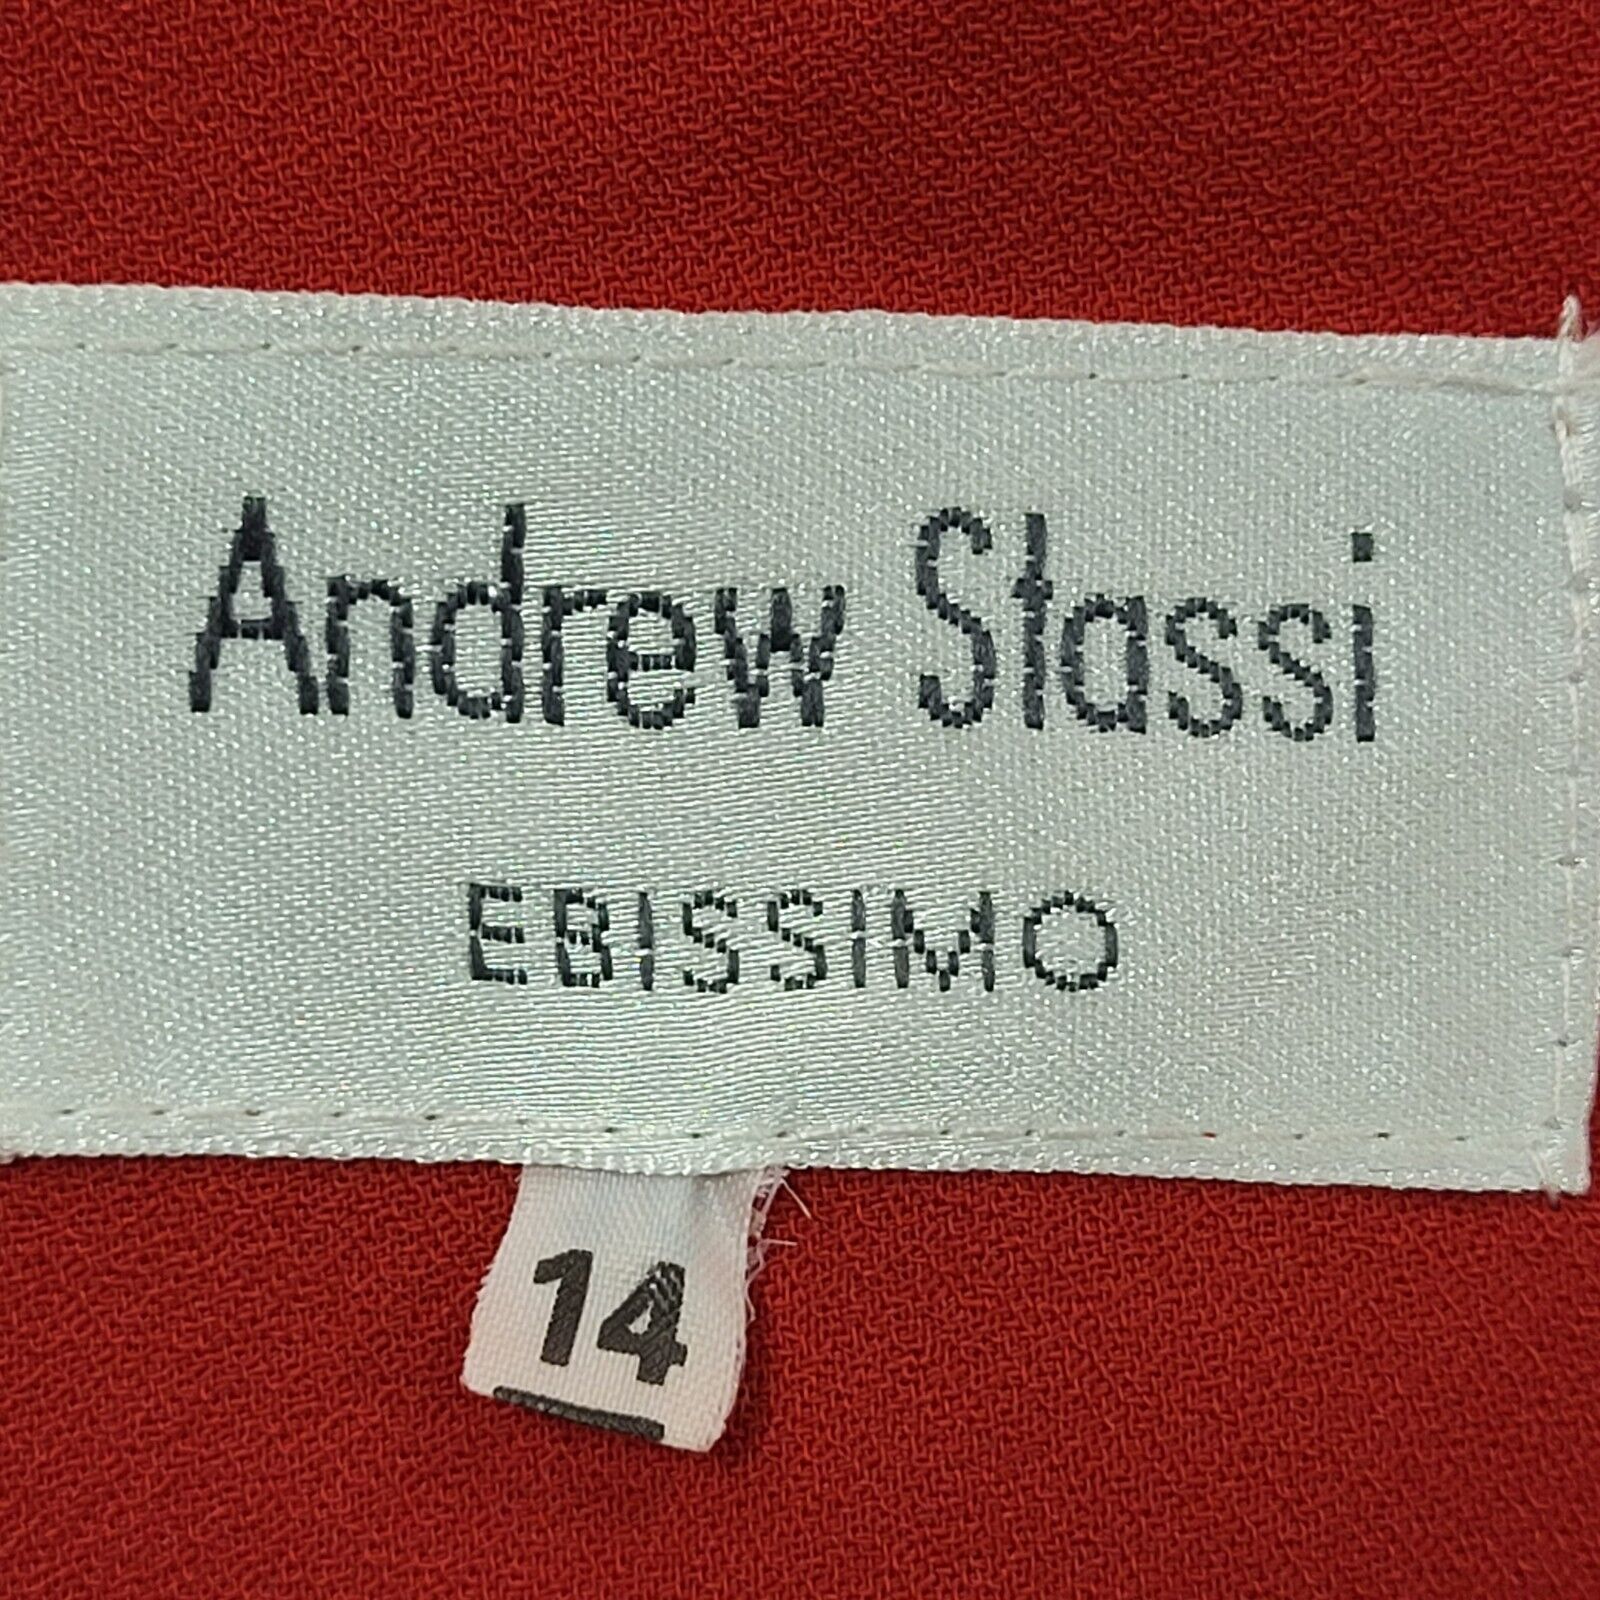 Andrew Stassi
EBISSIMO
14